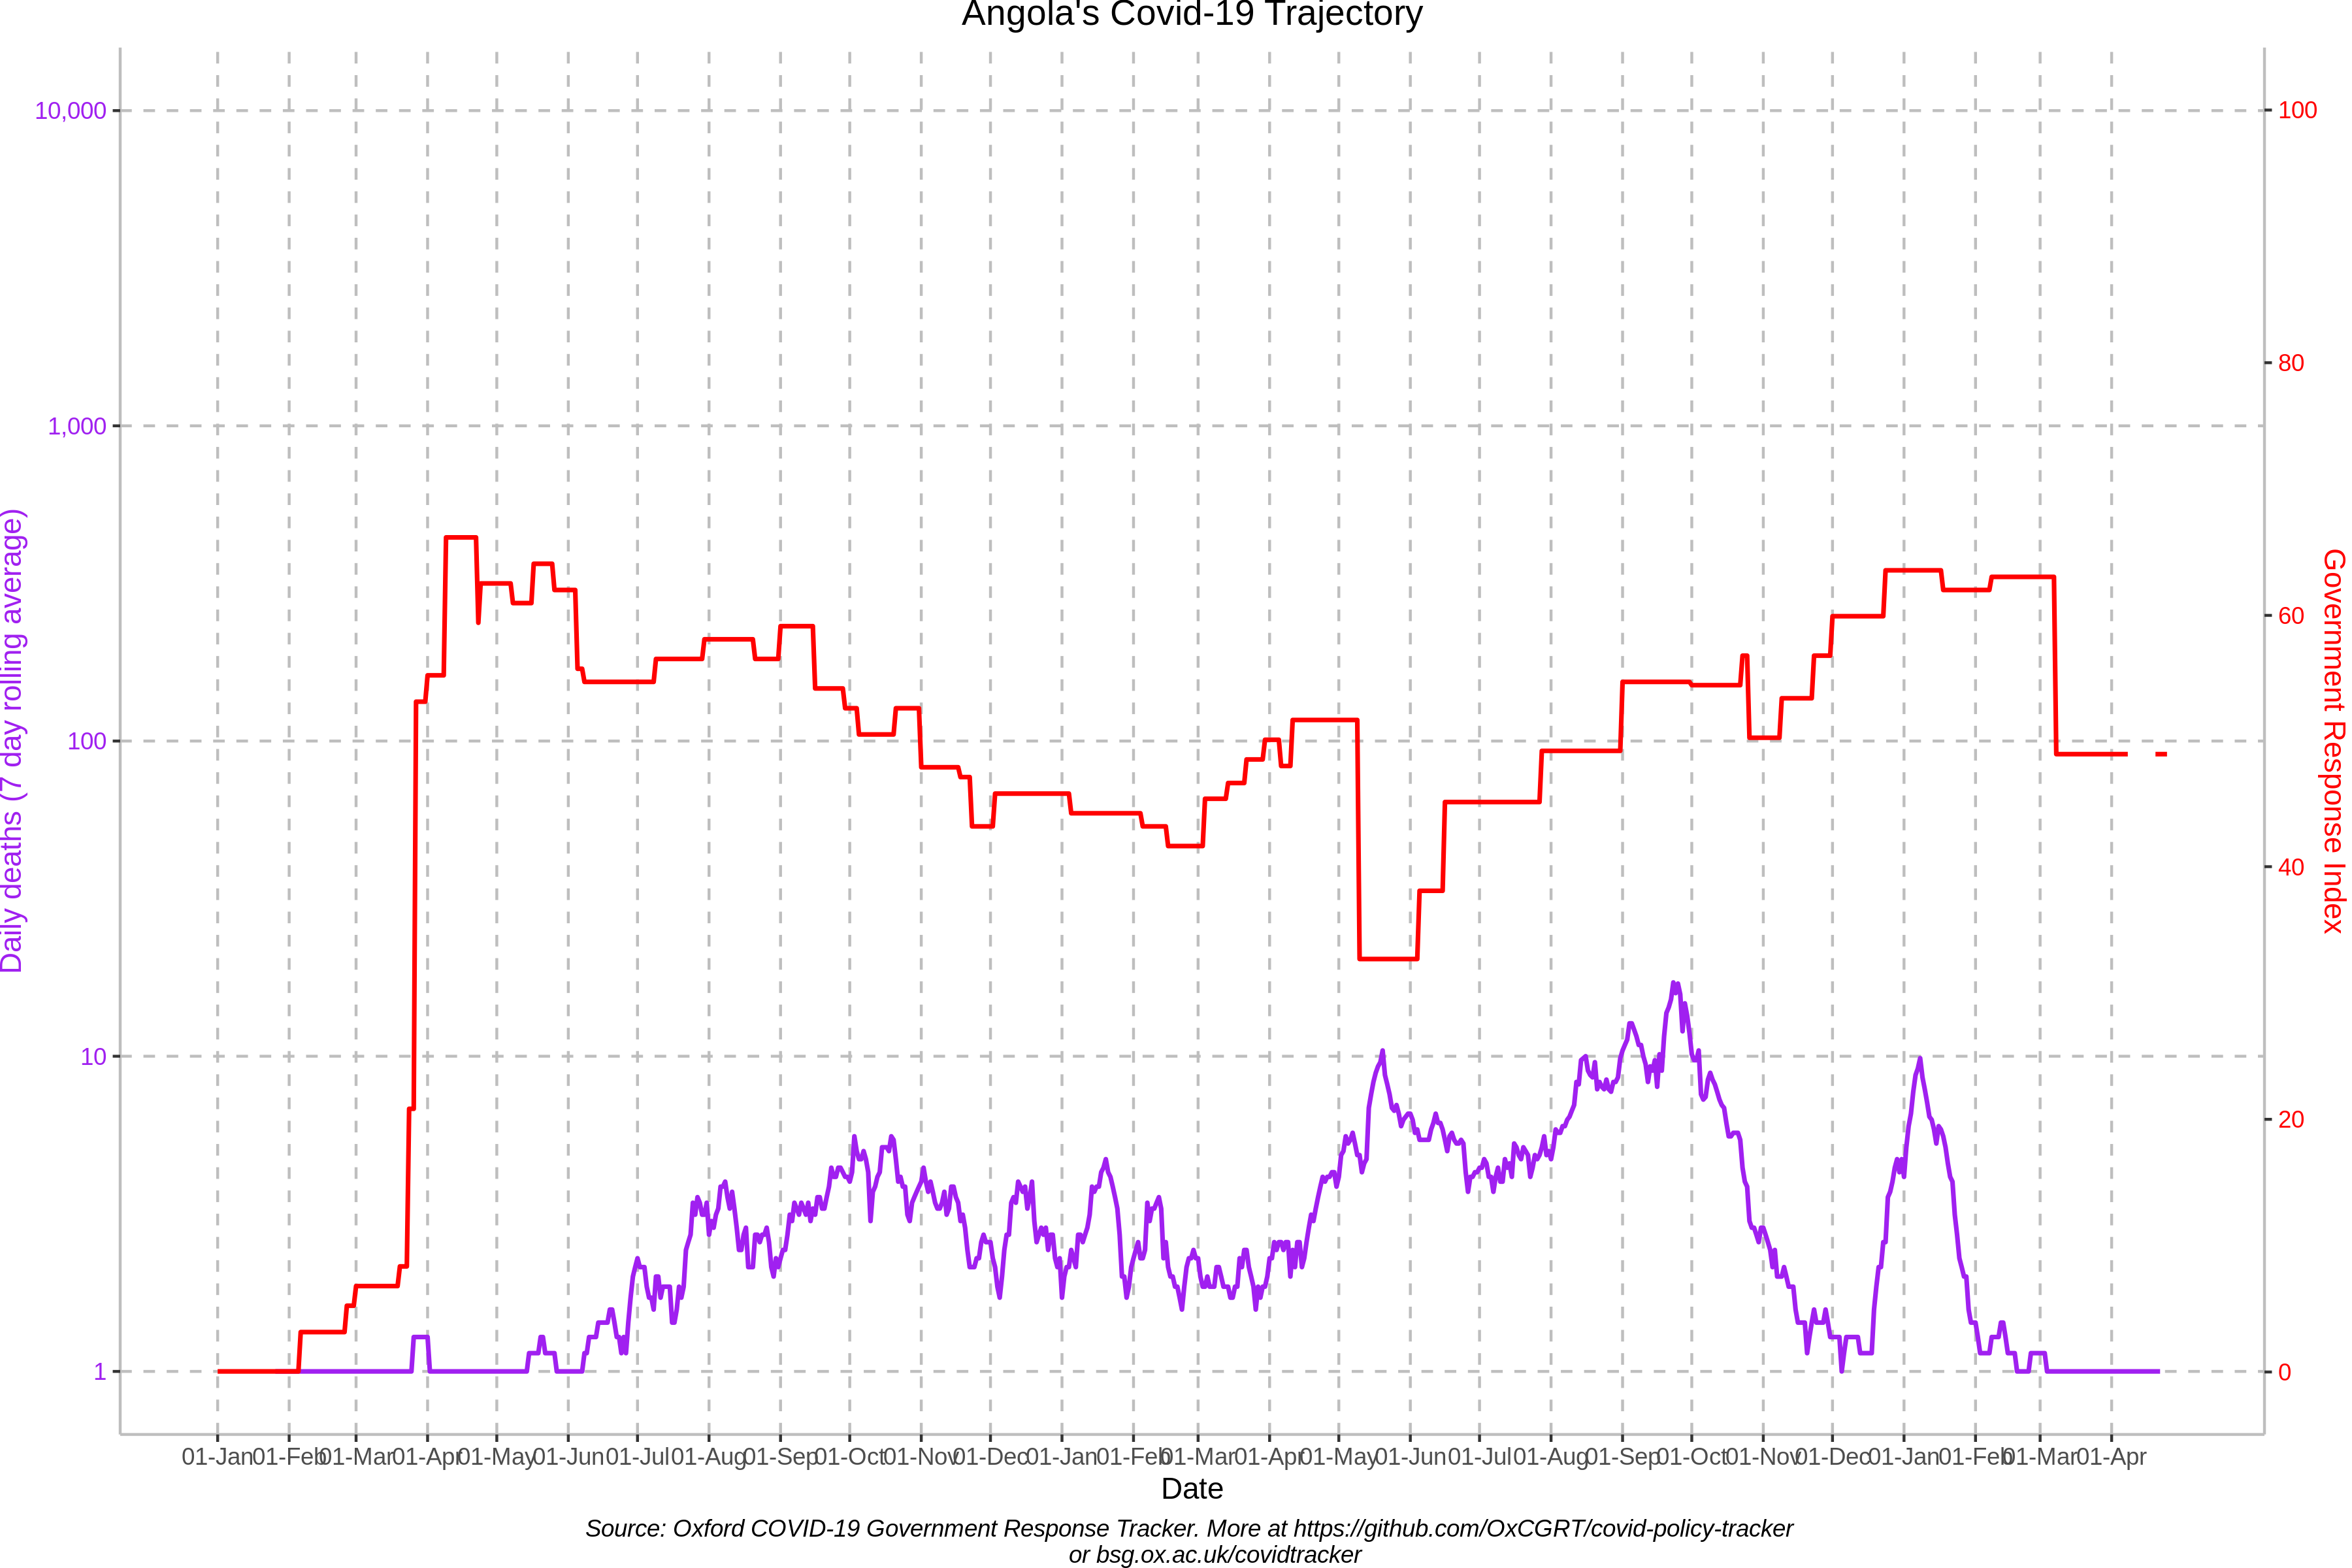 Angola's Covid-19 Trajectory
10,000
1,000
100
10
1
Daily deaths (7 day rolling average)
100
80
60
40
20
0
Government Response Index
01-Jan 01-Feb 01-Mar 01-Apr 01-May 01-Jun 01-Jul 01-Aug 01-Sep 01-Oct 01-Nov 01-Dec 01-Jan 01-Feb 01-Mar 01-Apr 01-May 01-Jun 01-Jul 01-Aug 01-Sep 01-Oct 01-Nov 01-Dec 01-Jan 01-Feb 01-Mar 01-Apr
Date
Source: Oxford COVID-19 Government Response Tracker. More at https://github.com/OxCGRT/covid-policy-tracker
or bsg.ox.ac.uk/covidtracker